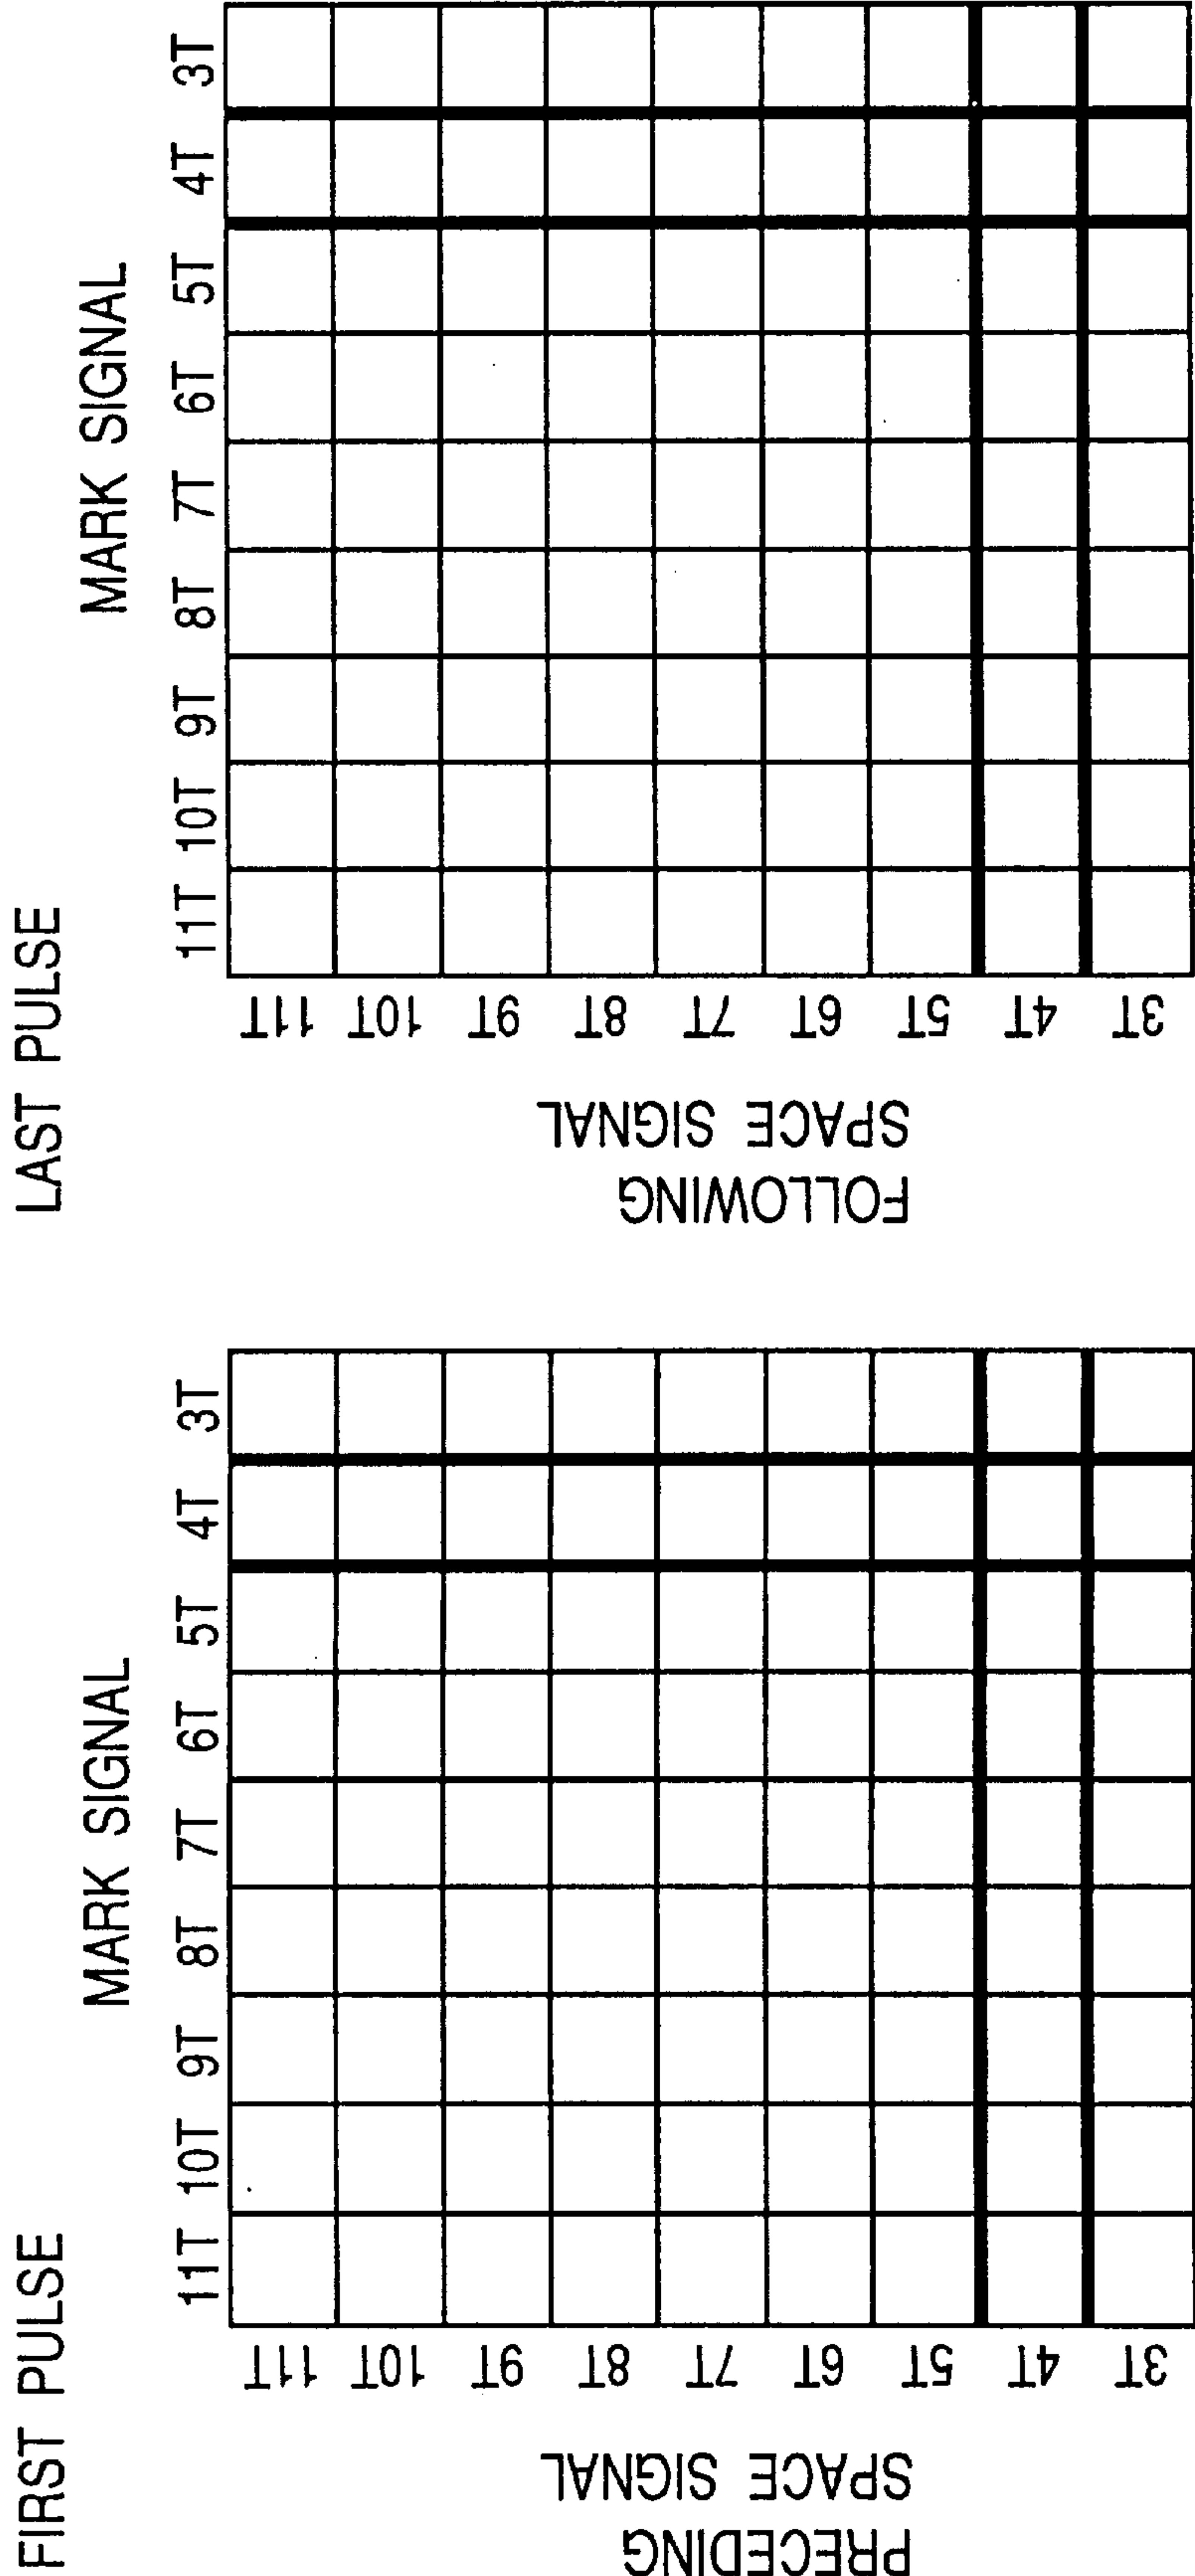 FIRST PULSE
MARK SIGNAL
11T 10T 9T 8T 7T 6T 5T 4T 3T
PRECEDING
SPACE SIGNAL
3T 4T 5T 6T 7T 8T 9T 10T 11T
LAST PULSE
MARK SIGNAL
11T 10T 9T 8T 7T 6T 5T 4T 3T
FOLLOWING
SPACE SIGNAL
3T 4T 5T 6T 7T 8T 9T 10T 11T